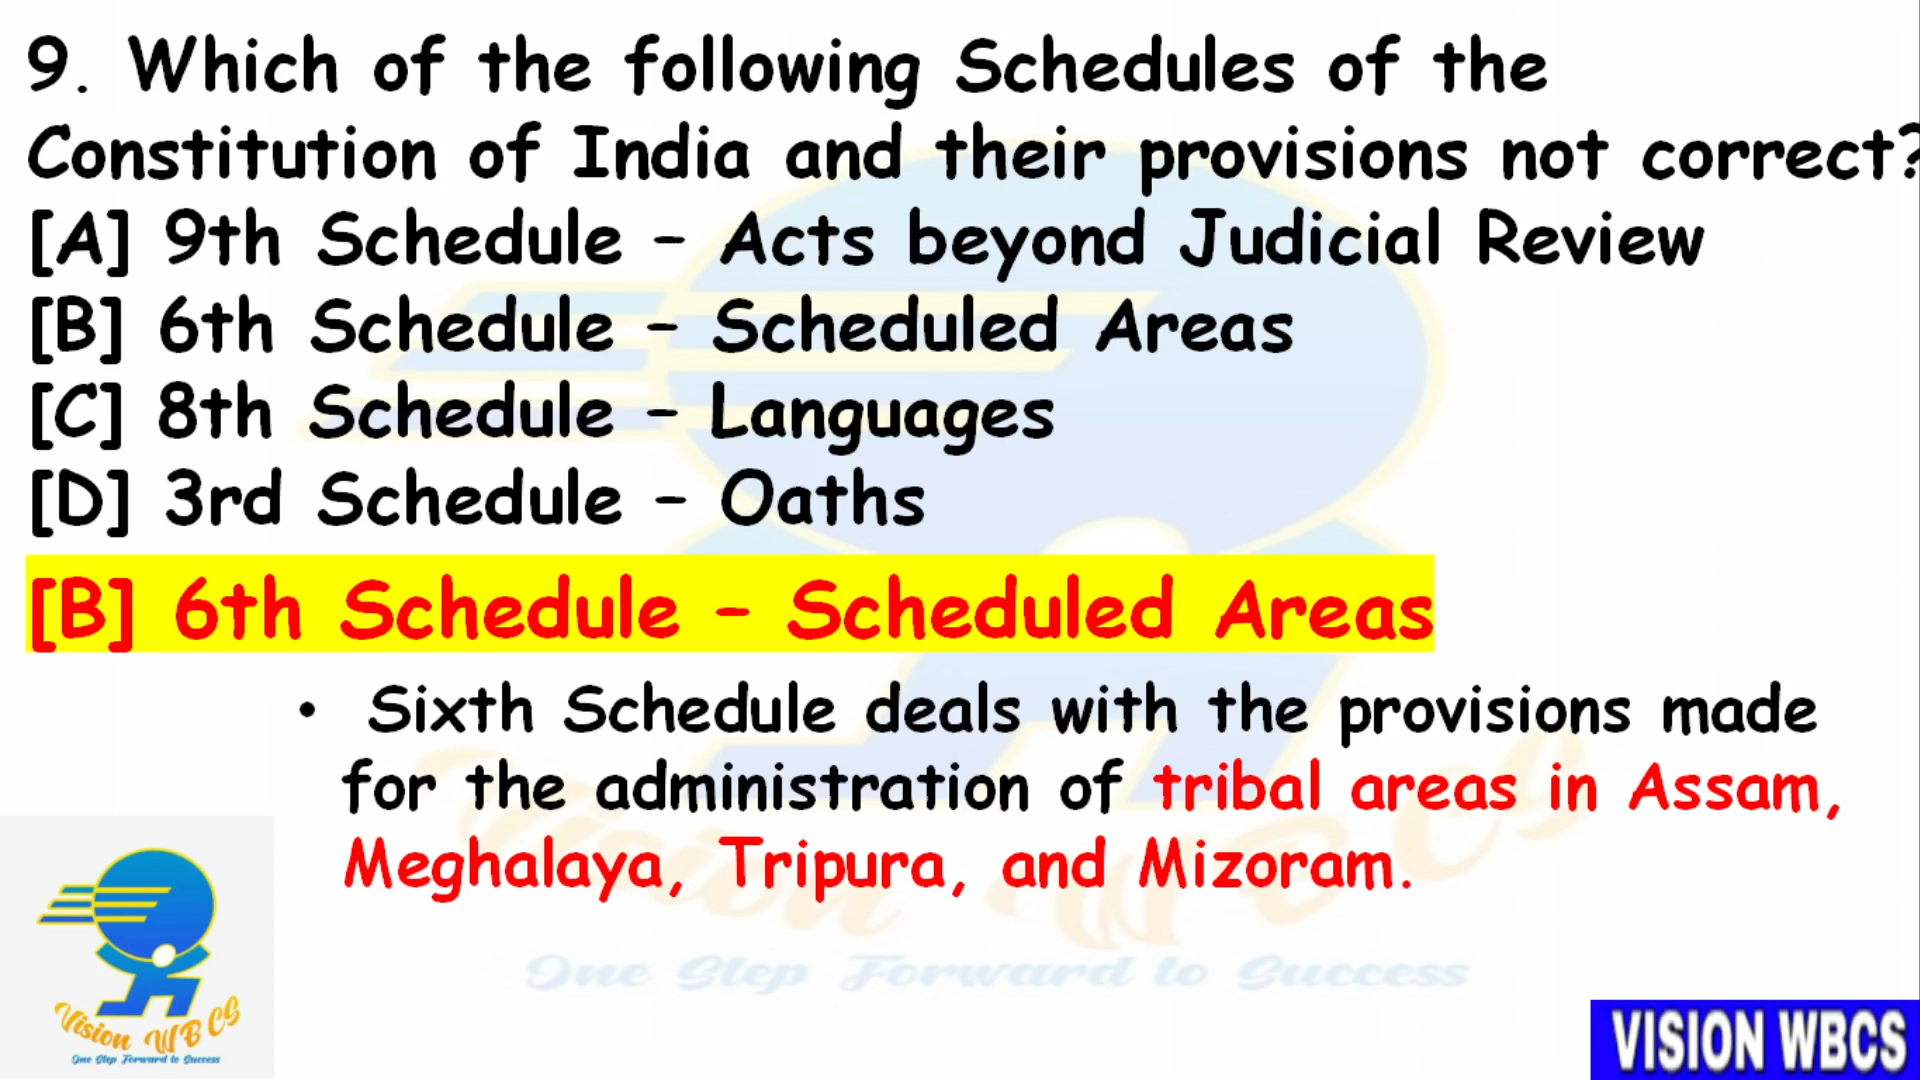 9. Which of the following Schedules of the
Constitution of India and their provisions not correct?
[A] 9th Schedule – Acts beyond Judicial Review
[B] 6th Schedule – Scheduled Areas
[C] 8th Schedule – Languages
[D] 3rd Schedule – Oaths
[B] 6th Schedule – Scheduled Areas
• Sixth Schedule deals with the provisions made
for the administration of tribal areas in Assam,
Meghalaya, Tripura, and Mizoram.
Vision WBCS
One Step Forward to Success
Vision WBCS
One Step Forward to Success
VISION WBCS